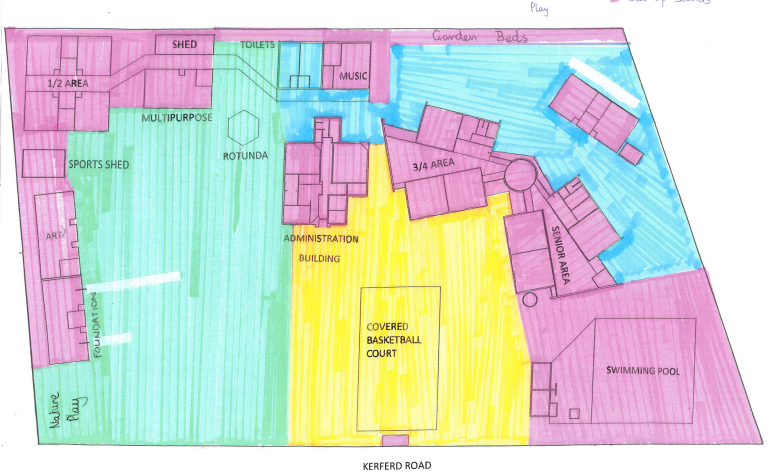 Play
Garden Beds
SHED
TOILETS
MUSIC
1/2 AREA
MULTIPURPOSE
ROTUNDA
SPORTS SHED
3/4 AREA
ART
ADMINISTRATION
BUILDING
SENIOR AREA
FOUNDATION
COVERED
BASKETBALL
COURT
SWIMMING POOL
Nature
Play
KERFERD ROAD